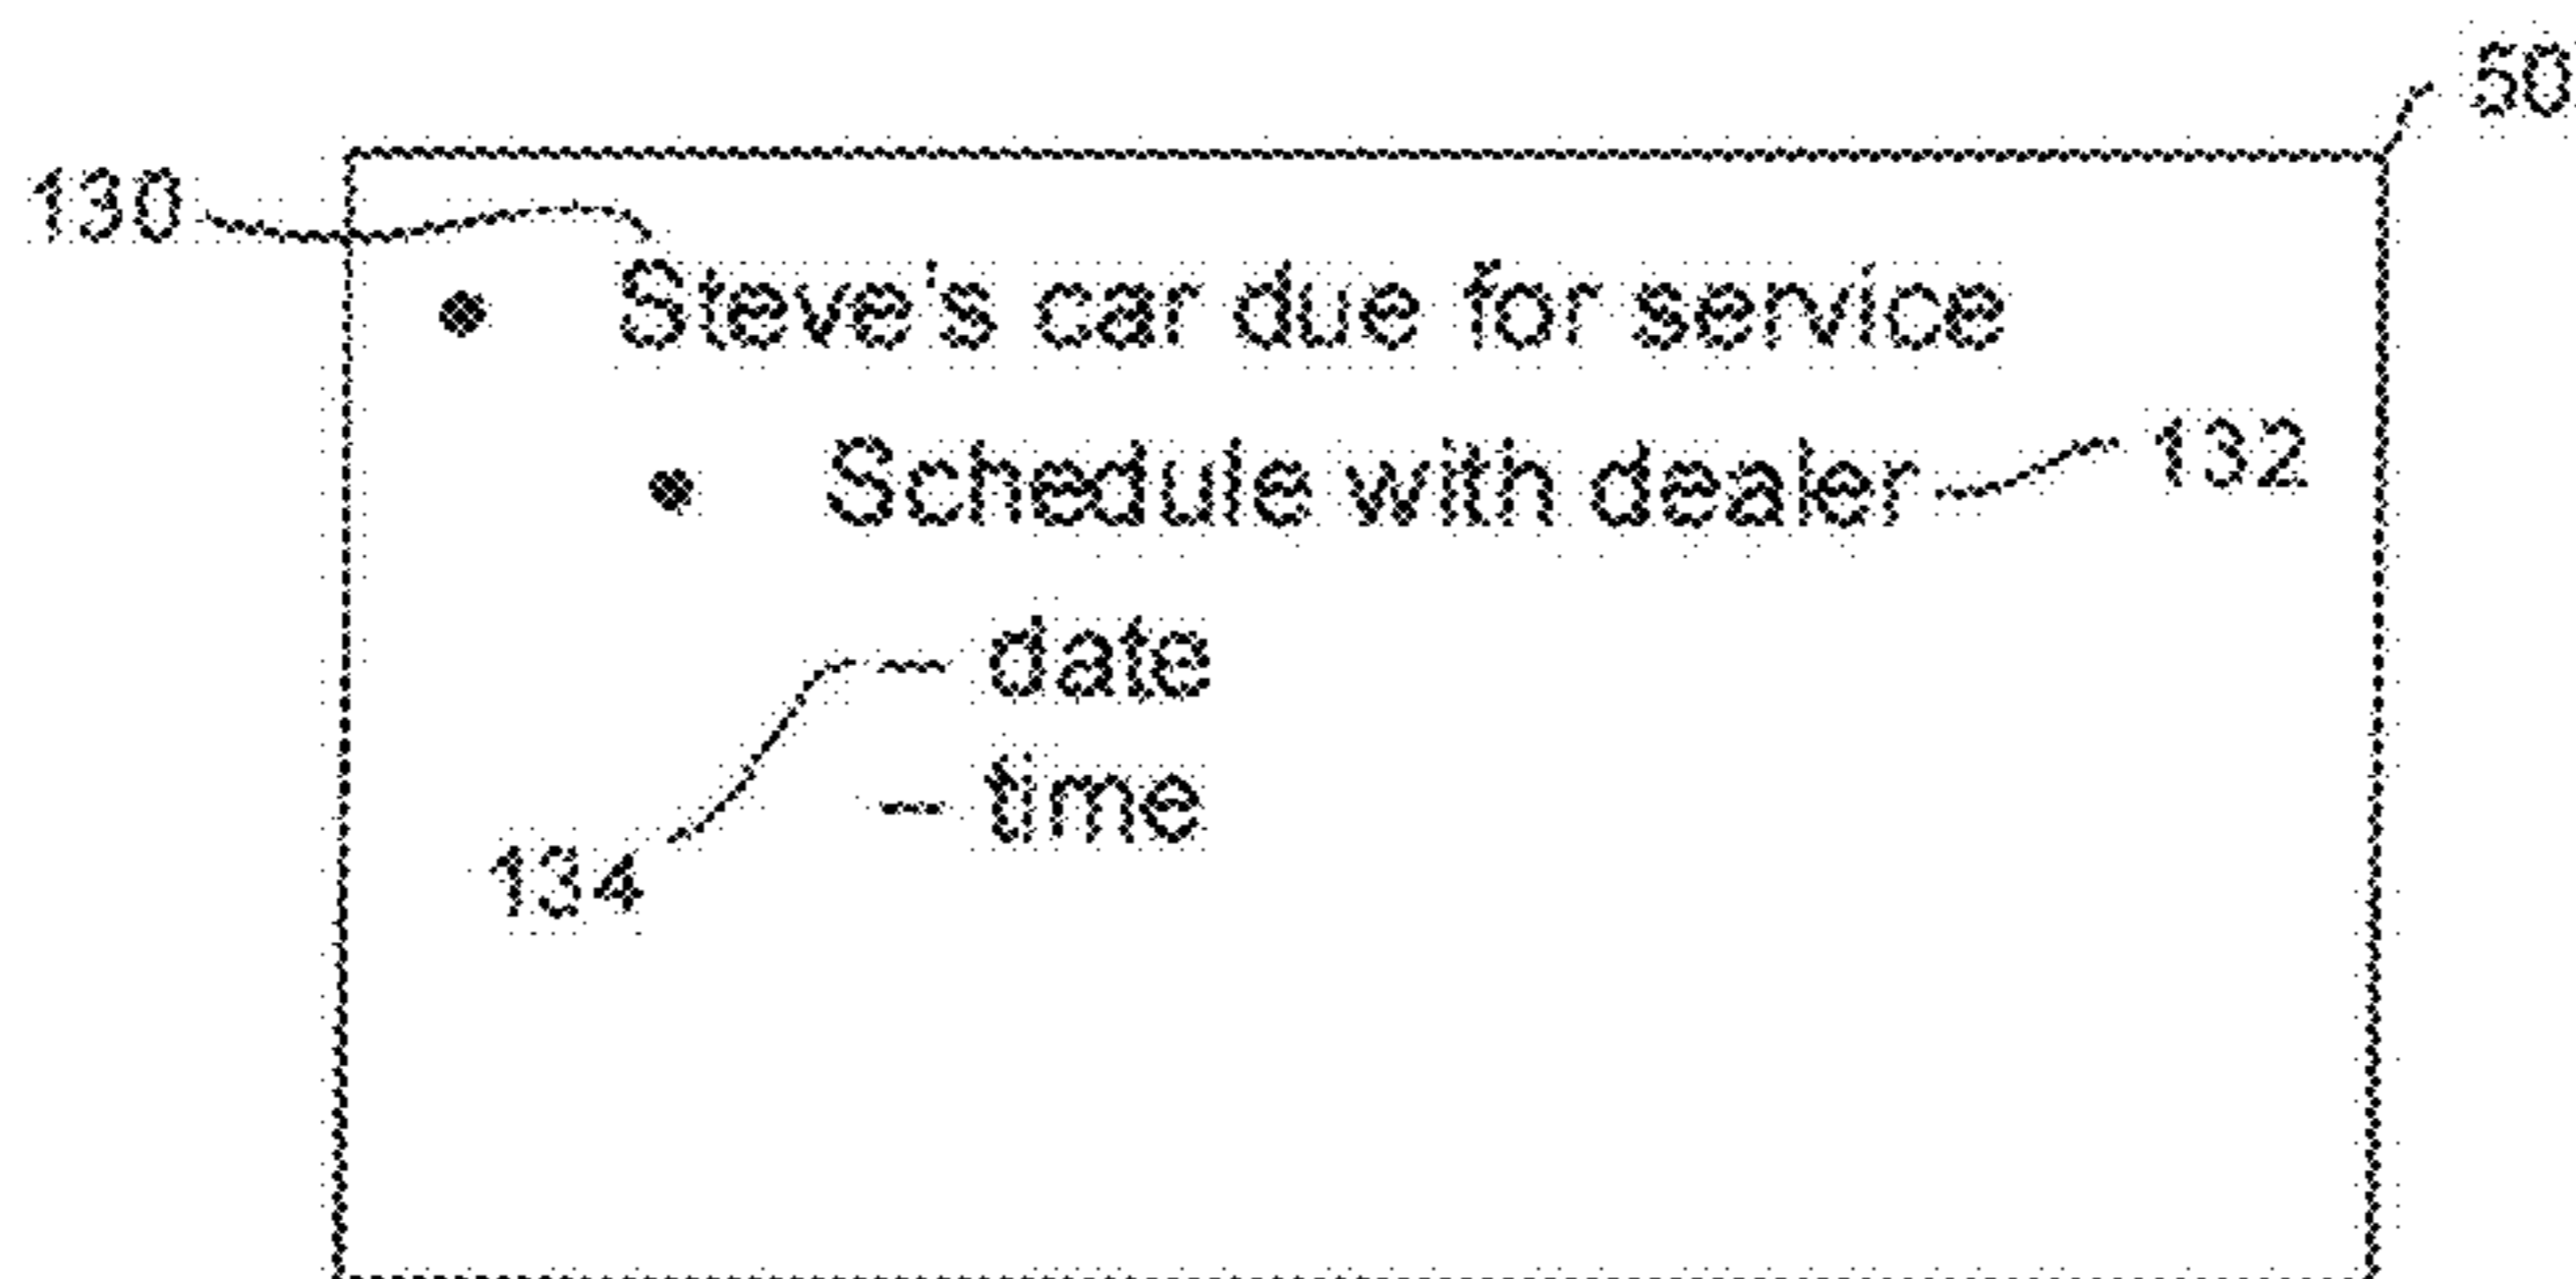 50
130
• Steve's car due for service
• Schedule with dealer 132
— date
— time
134